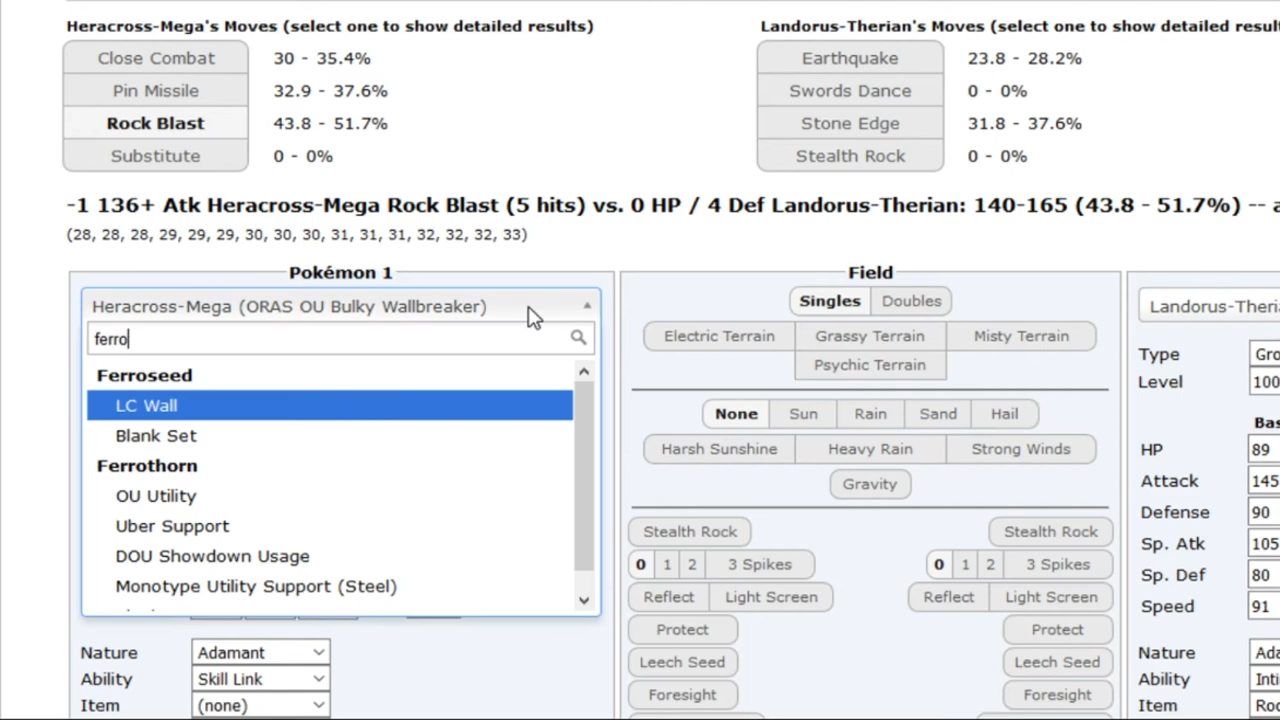 Heracross-Mega's Moves (select one to show detailed results)
Close Combat 30 - 35.4%
Pin Missile 32.9 - 37.6%
Rock Blast 43.8 - 51.7%
Substitute 0 - 0%
Landorus-Therian's Moves (select one to show detailed
Earthquake 23.8 - 28.2%
Swords Dance 0 - 0%
Stone Edge 31.8 - 37.6%
Stealth Rock 0 - 0%
-1 136+ Atk Heracross-Mega Rock Blast (5 hits) vs. 0 HP / 4 Def Landorus-Therian: 140-165 (43.8 - 51.7%) --
(28, 28, 28, 29, 29, 29, 30, 30, 30, 31, 31, 31, 32, 32, 32, 33)
Pokémon 1
Heracross-Mega (ORAS OU Bulky Wallbreaker)
ferro
Ferroseed
LC Wall
Blank Set
Ferrothorn
OU Utility
Uber Support
DOU Showdown Usage
Monotype Utility Support (Steel)
Nature Adamant
Ability Skill Link
Item (none)
Field
Singles Doubles
Electric Terrain Grassy Terrain Misty Terrain
Psychic Terrain
None Sun Rain Sand Hail
Harsh Sunshine Heavy Rain Strong Winds
Gravity
Stealth Rock Stealth Rock
0 1 2 3 Spikes 0 1 2 3 Spikes
Reflect Light Screen Reflect Light Screen
Protect Protect
Leech Seed Leech Seed
Foresight Foresight
Landorus-Theri
Type Gro
Level 100
Bas
HP 89
Attack 145
Defense 90
Sp. Atk 105
Sp. Def 80
Speed 91
Nature Ada
Ability Inti
Item Roc